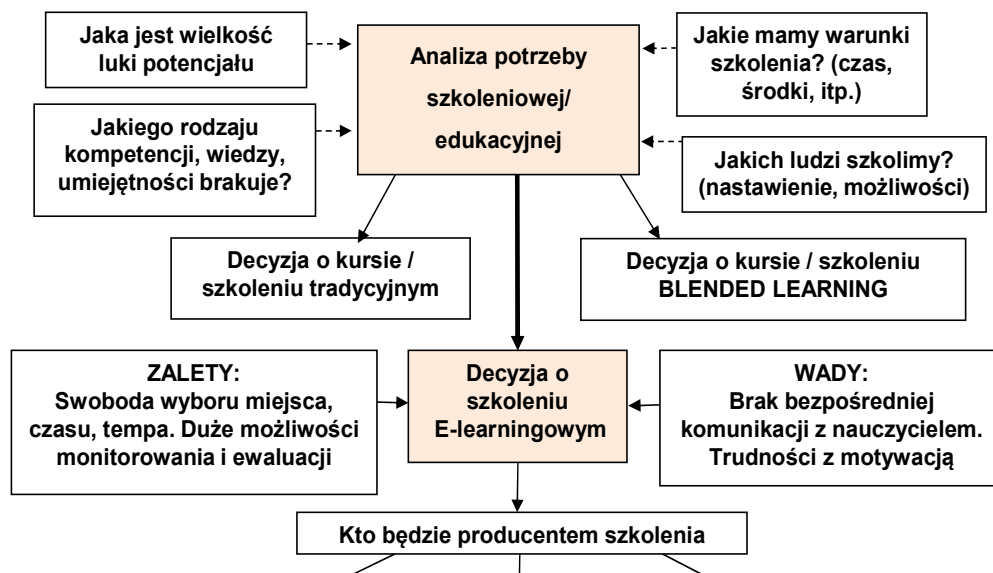 Jaka jest wielkość
luki potencjału
Analiza potrzeby
szkoleniowej/
edukacyjnej
Jakie mamy warunki
szkolenia? (czas,
środki, itp.)
Jakiego rodzaju
kompetencji, wiedzy,
umiejętności brakuje?
Jakich ludzi szkolimy?
(nastawienie, możliwości)
Decyzja o kursie /
szkoleniu tradycyjnym
Decyzja o kursie / szkoleniu
BLENDED LEARNING
ZALETY:
Swoboda wyboru miejsca,
czasu, tempa. Duże możliwości
monitorowania i ewaluacji
Decyzja o
szkoleniu
E-learningowym
WADY:
Brak bezpośredniej
komunikacji z nauczycielem.
Trudności z motywacją
Kto będzie producentem szkolenia